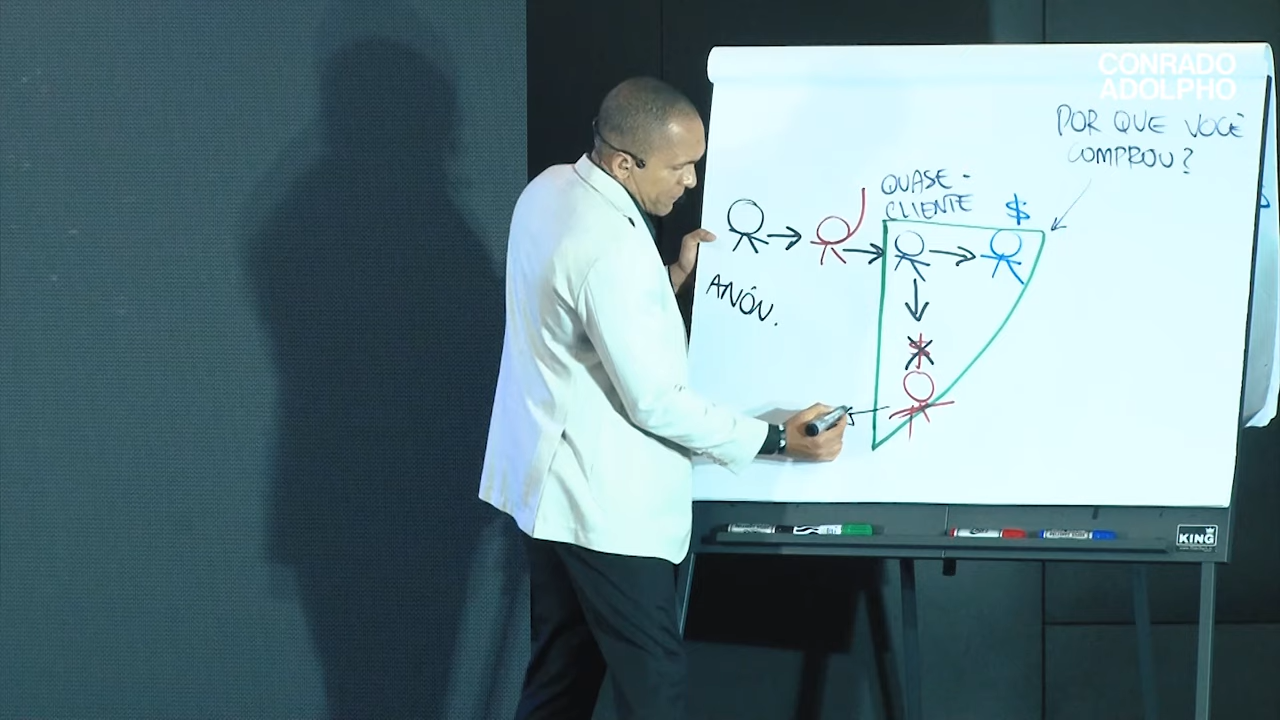 CONRADO
ADOLPHO
POR QUE VOCÊ
COMPROU?
QUASE-
CLIENTE
$
ANÔN.
$
KING